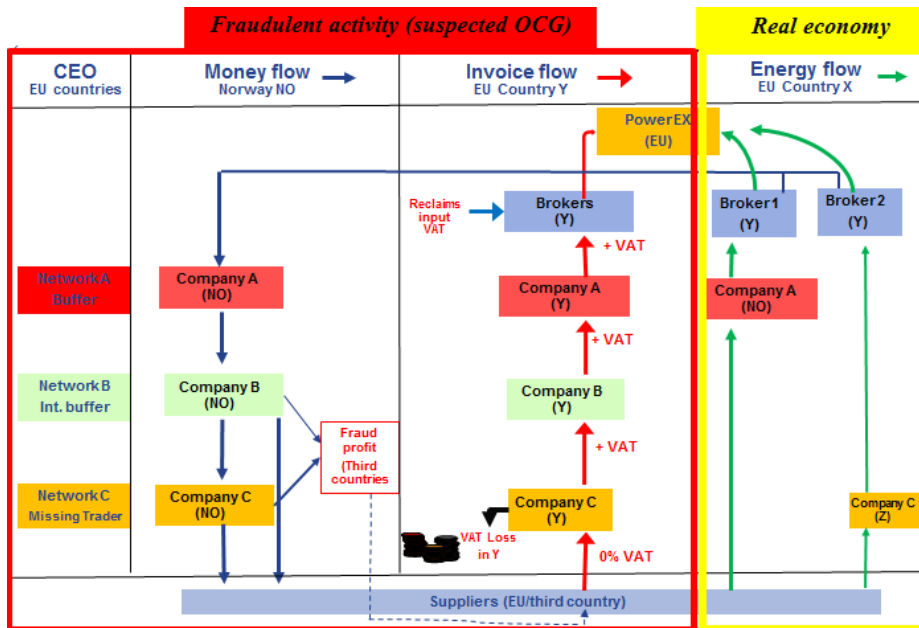 Fraudulent activity (suspected OCG)
Real economy
CEO
EU countries
Money flow
Norway NO
Invoice flow
EU Country Y
Energy flow
EU Country X
PowerEX
(EU)
Reclaims
input
VAT
Brokers
(Y)
Broker1
(Y)
Broker2
(Y)
+ VAT
Network A
Buffer
Company A
(NO)
Company A
(Y)
Company A
(NO)
+ VAT
Network B
Int. buffer
Company B
(NO)
Company B
(Y)
Fraud
profit
(Third
countries
+ VAT
Network C
Missing Trader
Company C
(NO)
Company C
(Y)
Company C
(Z)
VAT Loss
in Y
0% VAT
Suppliers (EU/third country)